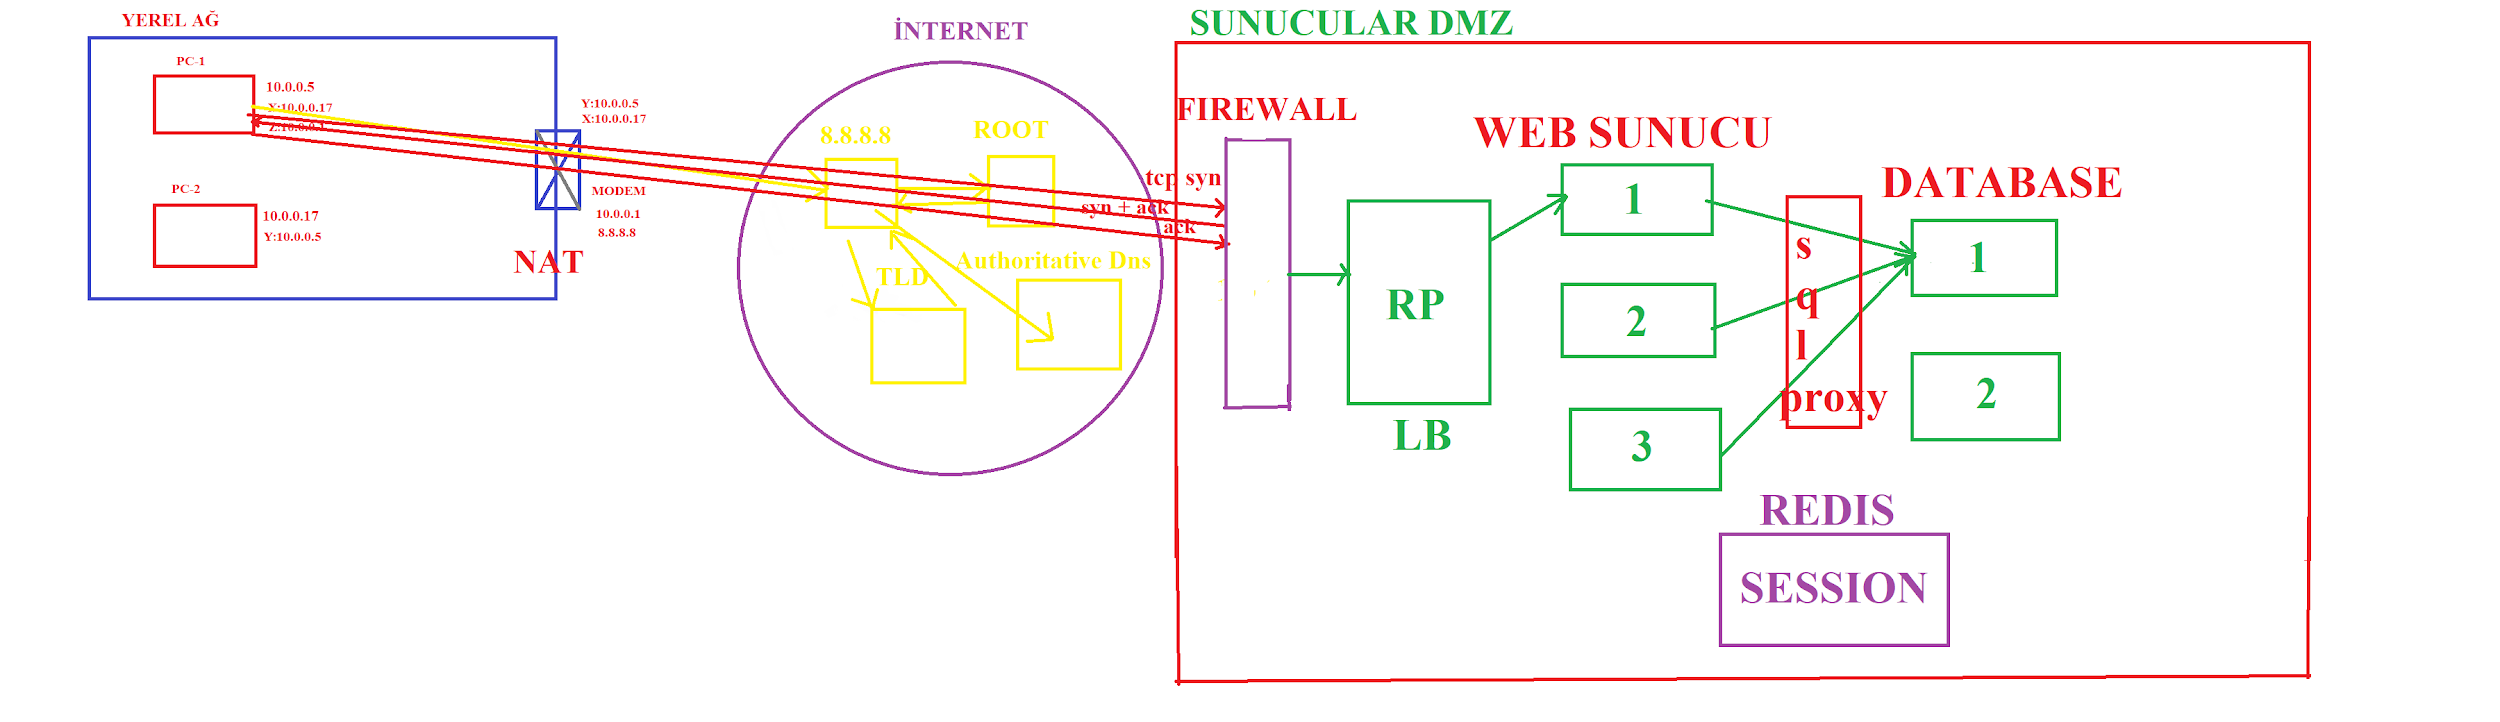 YEREL AĞ
PC-1
10.0.0.5
X:10.0.0.17
Z:10.0.0.1
PC-2
10.0.0.17
Y:10.0.0.5
Y:10.0.0.5
X:10.0.0.17
MODEM
10.0.0.1
8.8.8.8
NAT
İNTERNET
8.8.8.8
ROOT
TLD
Authoritative Dns
tcp syn
syn + ack
ack
SUNUCULAR DMZ
FIREWALL
RP
LB
WEB SUNUCU
1
2
3
sql
proxy
DATABASE
1
2
REDIS
SESSION